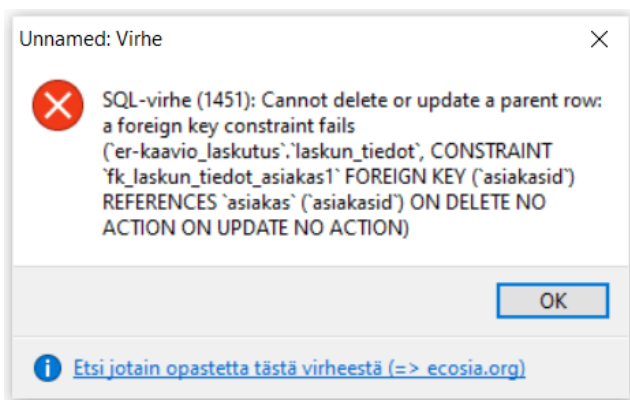 Unnamed: Virhe
SQL-virhe (1451): Cannot delete or update a parent row:
a foreign key constraint fails
(`er-kaavio_laskutus`.`laskun_tiedot`, CONSTRAINT
`fk_laskun_tiedot_asiakas1` FOREIGN KEY (`asiakasid`)
REFERENCES `asiakas` (`asiakasid`) ON DELETE NO
ACTION ON UPDATE NO ACTION)
OK
Etsi jotain opastetta tästä virheestä (=> ecosia.org)